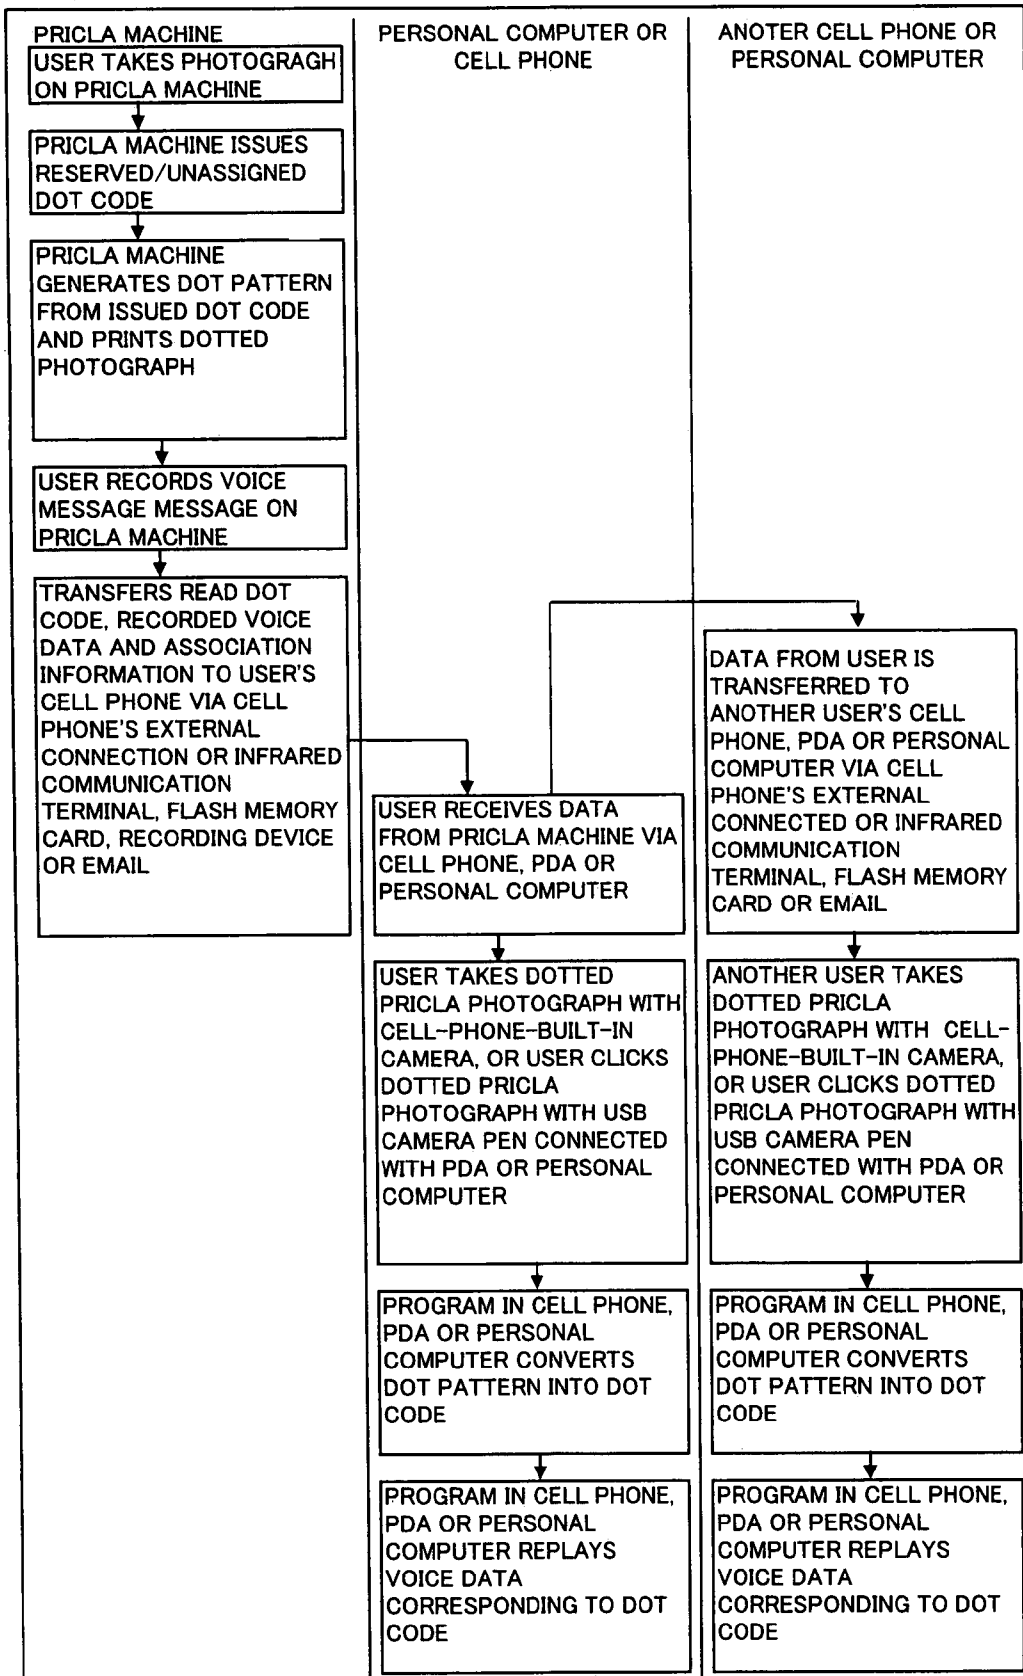 PRICLA MACHINE
USER TAKES PHOTOGRAGH
ON PRICLA MACHINE
PRICLA MACHINE ISSUES
RESERVED/UNASSIGNED
DOT CODE
PRICLA MACHINE
GENERATES DOT PATTERN
FROM ISSUED DOT CODE
AND PRINTS DOTTED
PHOTOGRAPH
USER RECORDS VOICE
MESSAGE MESSAGE ON
PRICLA MACHINE
TRANSFERS READ DOT
CODE, RECORDED VOICE
DATA AND ASSOCIATION
INFORMATION TO USER'S
CELL PHONE VIA CELL
PHONE'S EXTERNAL
CONNECTION OR INFRARED
COMMUNICATION
TERMINAL, FLASH MEMORY
CARD, RECORDING DEVICE
OR EMAIL
PERSONAL COMPUTER OR
CELL PHONE
USER RECEIVES DATA
FROM PRICLA MACHINE VIA
CELL PHONE, PDA OR
PERSONAL COMPUTER
USER TAKES DOTTED
PRICLA PHOTOGRAPH WITH
CELL-PHONE-BUILT-IN
CAMERA, OR USER CLICKS
DOTTED PRICLA
PHOTOGRAPH WITH USB
CAMERA PEN CONNECTED
WITH PDA OR PERSONAL
COMPUTER
PROGRAM IN CELL PHONE,
PDA OR PERSONAL
COMPUTER CONVERTS
DOT PATTERN INTO DOT
CODE
PROGRAM IN CELL PHONE,
PDA OR PERSONAL
COMPUTER REPLAYS
VOICE DATA
CORRESPONDING TO DOT
CODE
ANOTER CELL PHONE OR
PERSONAL COMPUTER
DATA FROM USER IS
TRANSFERRED TO
ANOTHER USER'S CELL
PHONE, PDA OR PERSONAL
COMPUTER VIA CELL
PHONE'S EXTERNAL
CONNECTED OR INFRARED
COMMUNICATION
TERMINAL, FLASH MEMORY
CARD OR EMAIL
ANOTHER USER TAKES
DOTTED PRICLA
PHOTOGRAPH WITH CELL-
PHONE-BUILT-IN CAMERA,
OR USER CLICKS DOTTED
PRICLA PHOTOGRAPH WITH
USB CAMERA PEN
CONNECTED WITH PDA OR
PERSONAL COMPUTER
PROGRAM IN CELL PHONE,
PDA OR PERSONAL
COMPUTER CONVERTS
DOT PATTERN INTO DOT
CODE
PROGRAM IN CELL PHONE,
PDA OR PERSONAL
COMPUTER REPLAYS
VOICE DATA
CORRESPONDING TO DOT
CODE